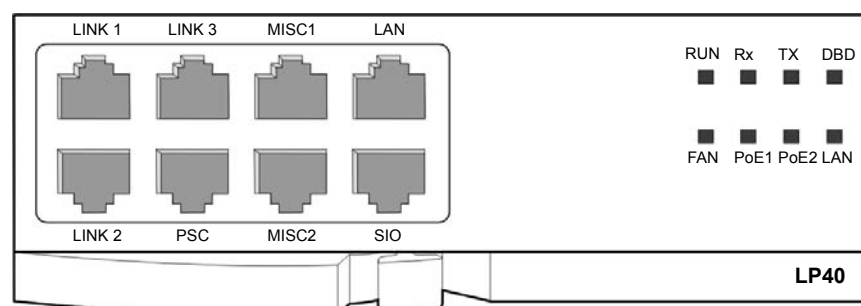 LINK 1 LINK 3 MISC1 LAN
RUN Rx TX DBD
FAN PoE1 PoE2 LAN
LINK 2 PSC MISC2 SIO
LP40